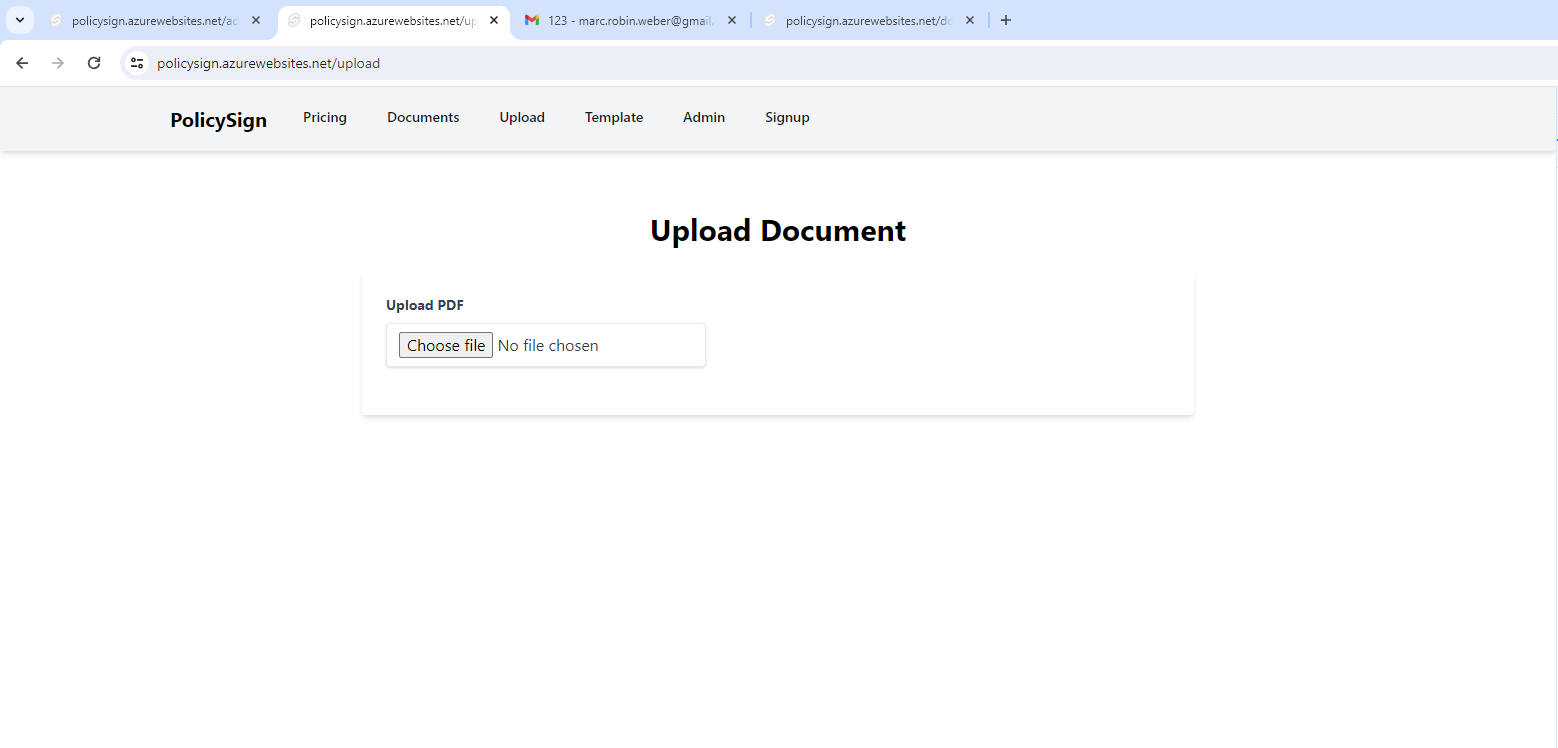 policysign.azurewebsites.net/ad
policysign.azurewebsites.net/up
123 - marc.robin.weber@gmail.
policysign.azurewebsites.net/do
policysign.azurewebsites.net/upload
PolicySign
Pricing
Documents
Upload
Template
Admin
Signup
Upload Document
Upload PDF
Choose file No file chosen